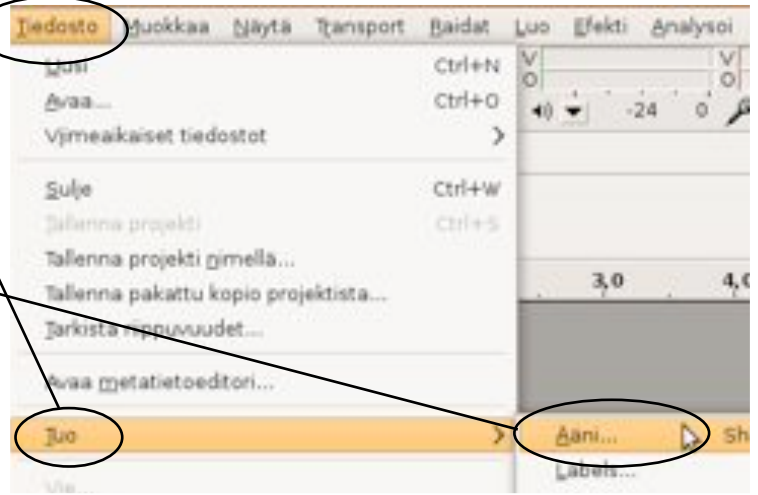 Tiedosto Muokkaa Näytä Transport Raidat Luo Efekti Analysoi
Uusi Ctrl+N
Avaa... Ctrl+O
Viimeaikaiset tiedostot
-24 0
Sulje Ctrl+W
Tallenna projekti Ctrl+S
Tallenna projekti nimellä...
Tallenna pakattu kopio projektista...
3,0 4,0
Tarkista riippuvuudet...
Avaa metatietoeditori...
Tuo Ääni... Sh
Labels...
Vie...